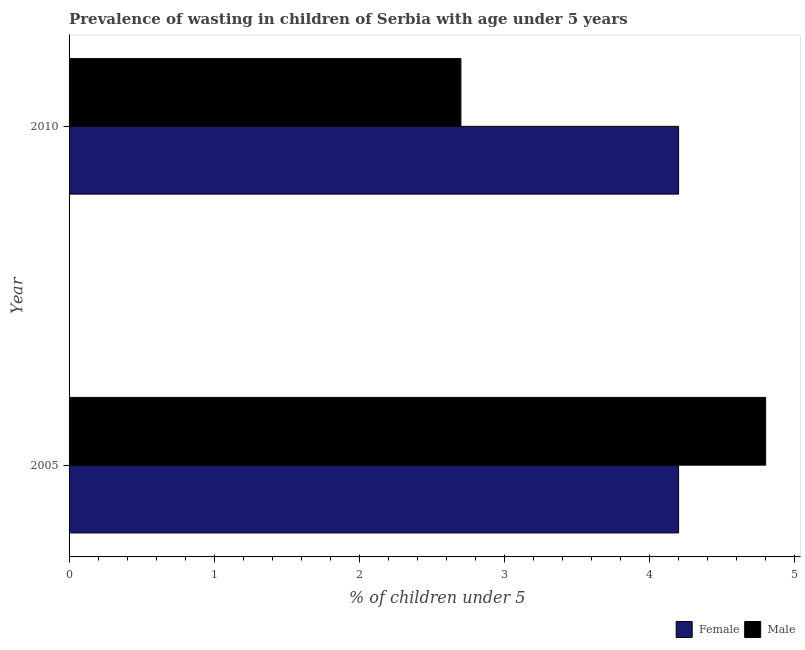 Prevalence of wasting in children of Serbia with age under 5 years
2010
Year
2005
0 1 2 3 4 5
% of children under 5
Female Male